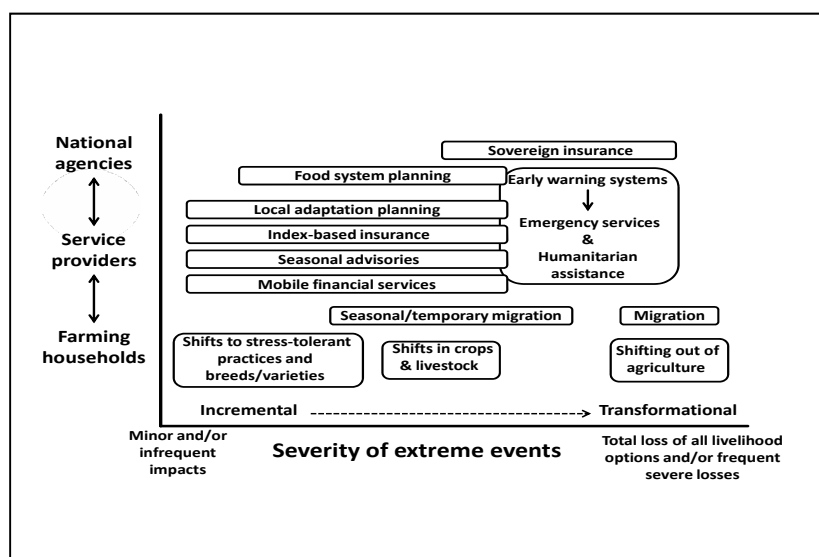 National
agencies
Service
providers
Farming
households
Sovereign insurance
Food system planning
Early warning systems
Local adaptation planning
Emergency services
&
Humanitarian
assistance
Index-based insurance
Seasonal advisories
Mobile financial services
Seasonal/temporary migration
Migration
Shifts to stress-tolerant
practices and
breeds/varieties
Shifts in crops
& livestock
Shifting out of
agriculture
Incremental
Transformational
Minor and/or
infrequent
impacts
Severity of extreme events
Total loss of all livelihood
options and/or frequent
severe losses